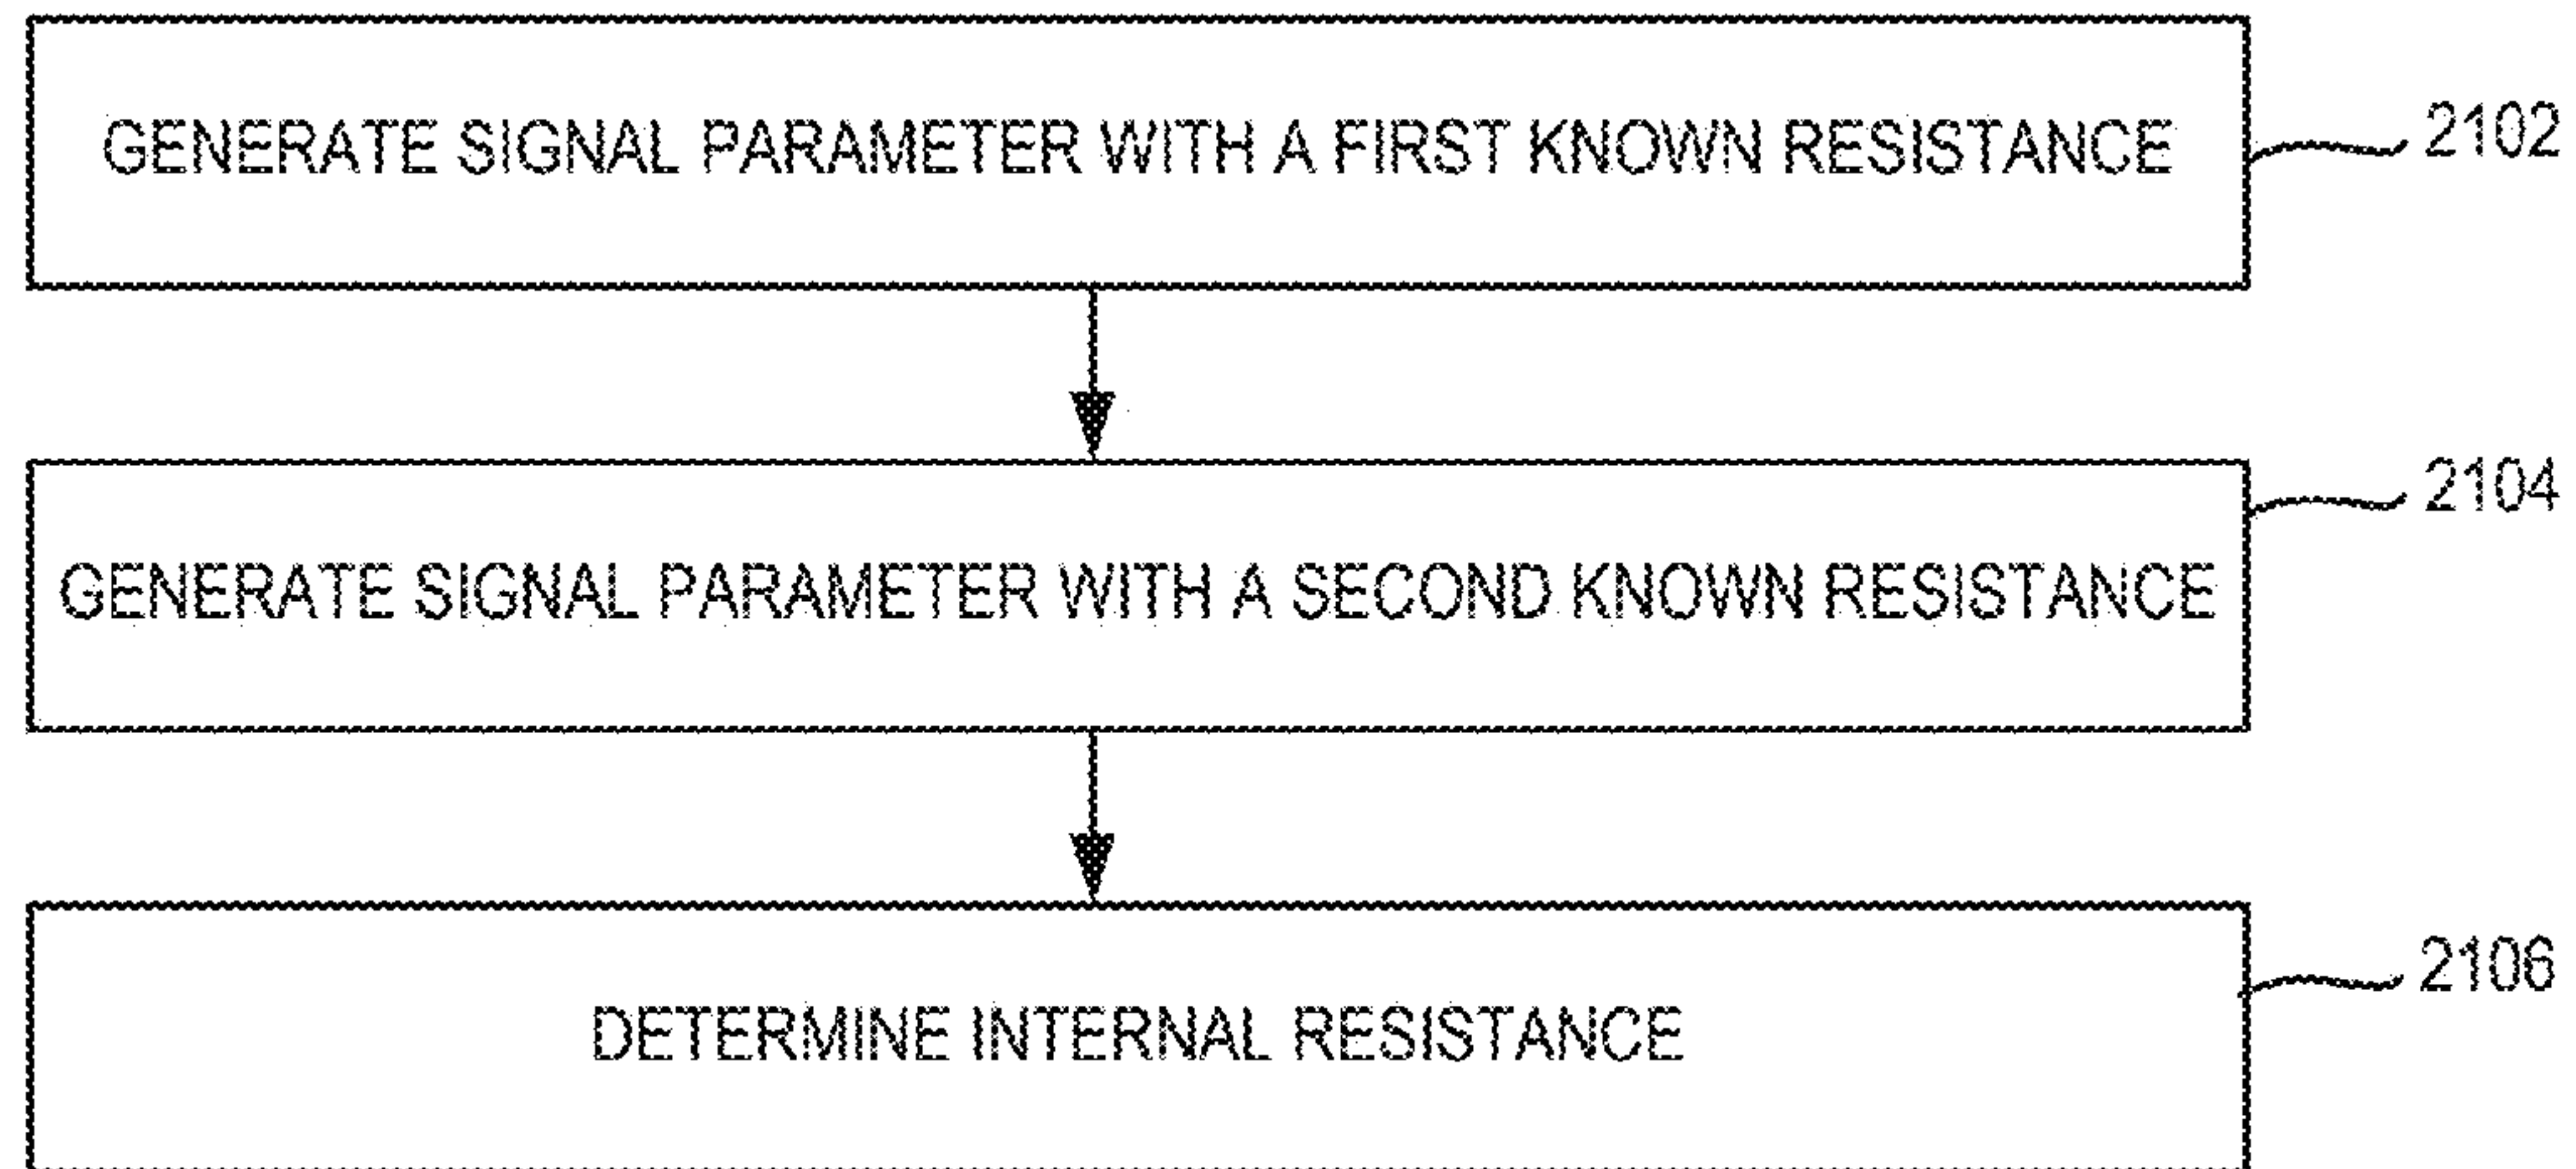 GENERATE SIGNAL PARAMETER WITH A FIRST KNOWN RESISTANCE
2102
2104
GENERATE SIGNAL PARAMETER WITH A SECOND KNOWN RESISTANCE
2106
DETERMINE INTERNAL RESISTANCE